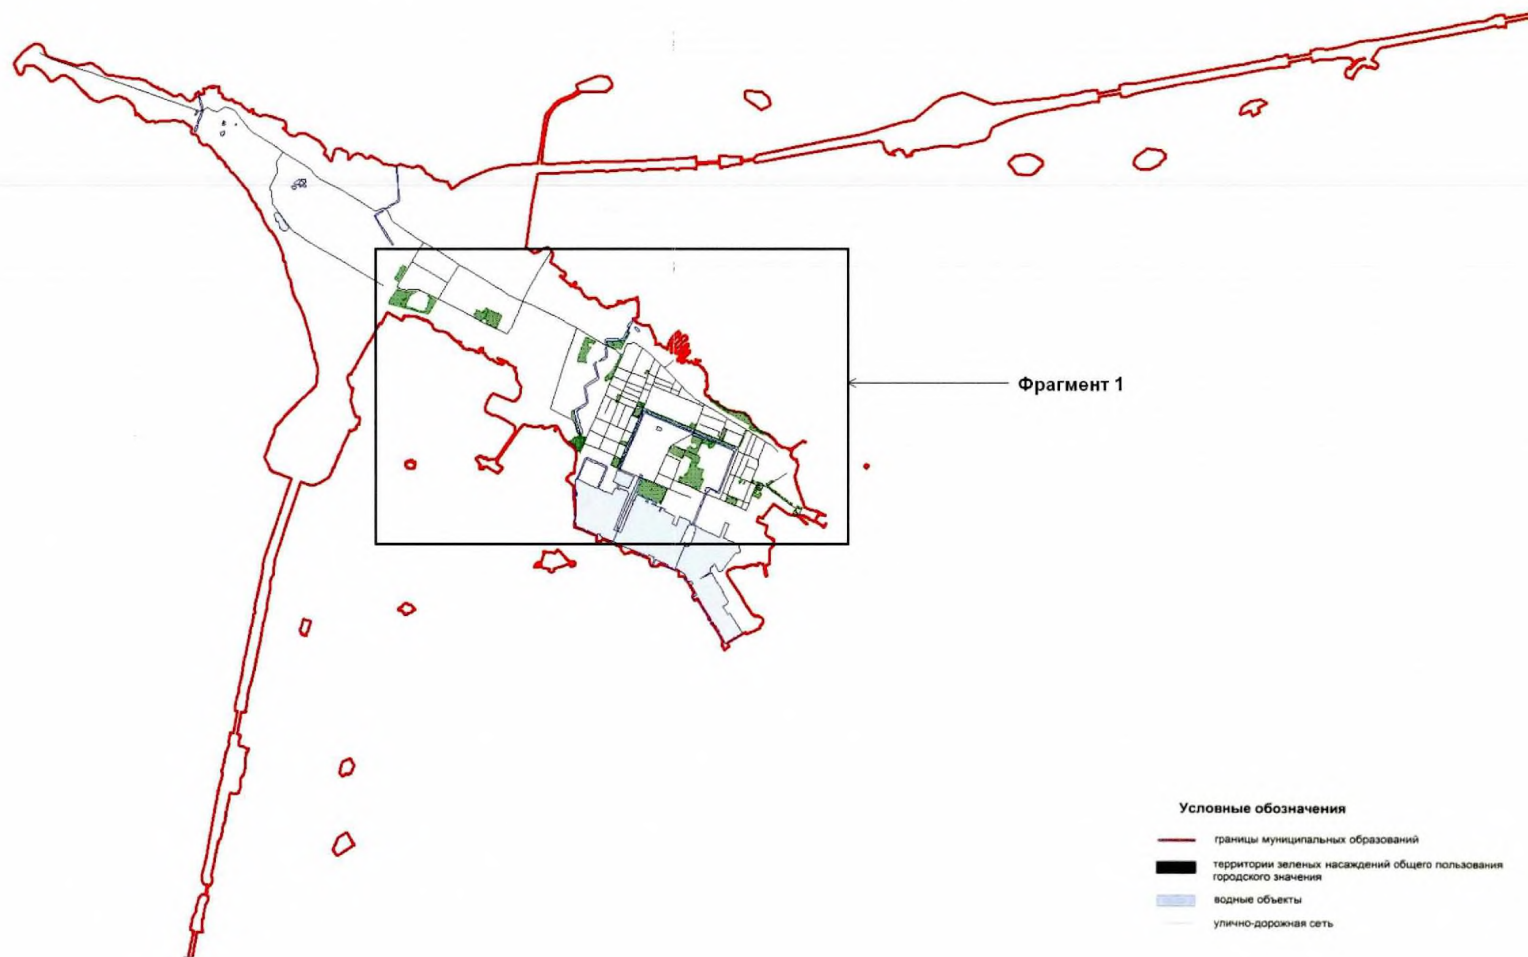 Фрагмент 1
Условные обозначения
границы муниципальных образований
территории зеленых насаждений общего пользования
городского значения
водные объекты
улично-дорожная сеть